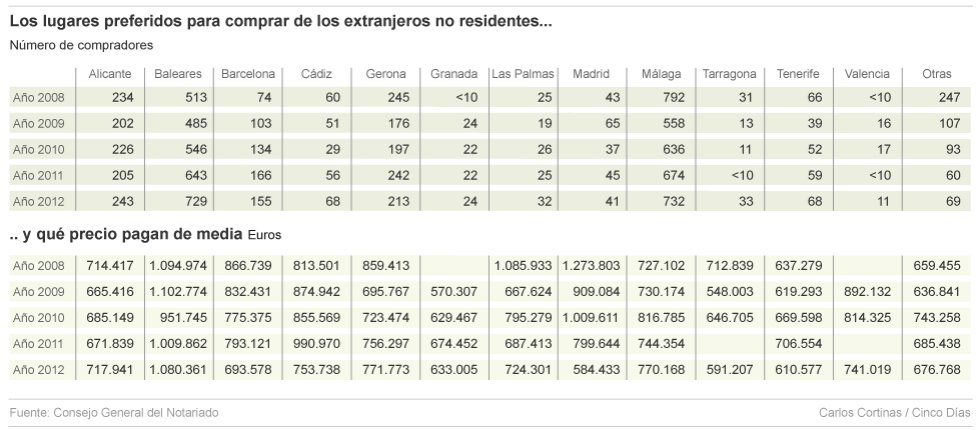 Los lugares preferidos para comprar de los extranjeros no residentes...
Número de compradores
Alicante Baleares Barcelona Cádiz Gerona Granada Las Palmas Madrid Málaga Tarragona Tenerife Valencia Otras
Año 2008 234 513 74 60 245 <10 25 43 792 31 66 <10 247
Año 2009 202 485 103 51 176 24 19 65 558 13 39 16 107
Año 2010 226 546 134 29 197 22 26 37 636 11 52 17 93
Año 2011 205 643 166 56 242 22 25 45 674 <10 59 <10 60
Año 2012 243 729 155 68 213 24 32 41 732 33 68 11 69
.. y qué precio pagan de media Euros
Año 2008 714.417 1.094.974 866.739 813.501 859.413 1.085.933 1.273.803 727.102 712.839 637.279 659.455
Año 2009 665.416 1.102.774 832.431 874.942 695.767 570.307 667.624 909.084 730.174 548.003 619.293 892.132 636.841
Año 2010 685.149 951.745 775.375 855.569 723.474 629.467 795.279 1.009.611 816.785 646.705 669.598 814.325 743.258
Año 2011 671.839 1.009.862 793.121 990.970 756.297 674.452 687.413 799.644 744.354 706.554 685.438
Año 2012 717.941 1.080.361 693.578 753.738 771.773 633.005 724.301 584.433 770.168 591.207 610.577 741.019 676.768
Fuente: Consejo General del Notariado Carlos Cortinas / Cinco Días